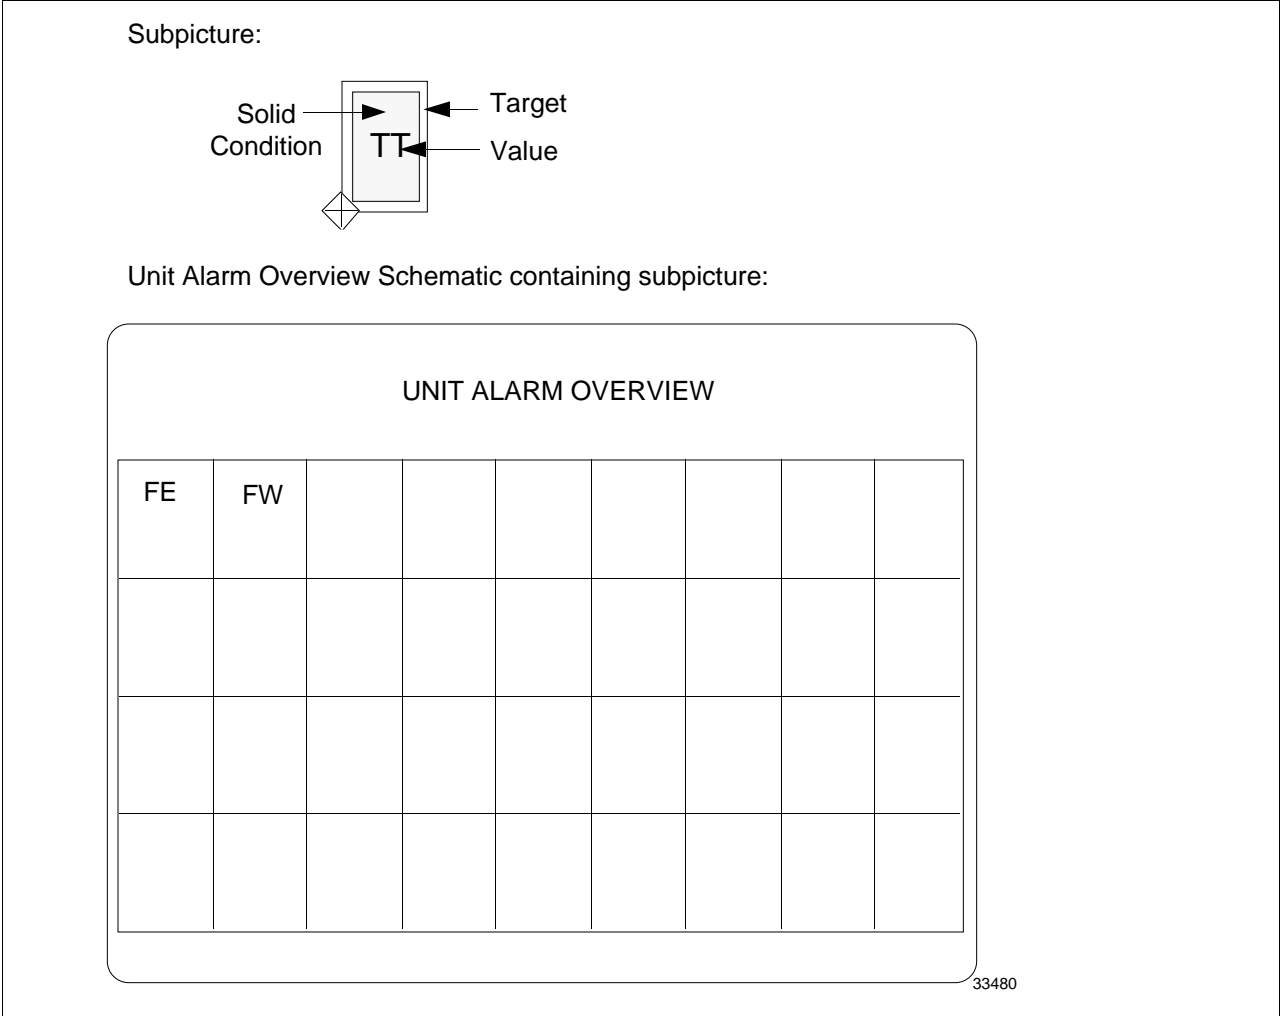 Subpicture:
Solid
Condition
TT
Target
Value
Unit Alarm Overview Schematic containing subpicture:
UNIT ALARM OVERVIEW
FE FW
33480